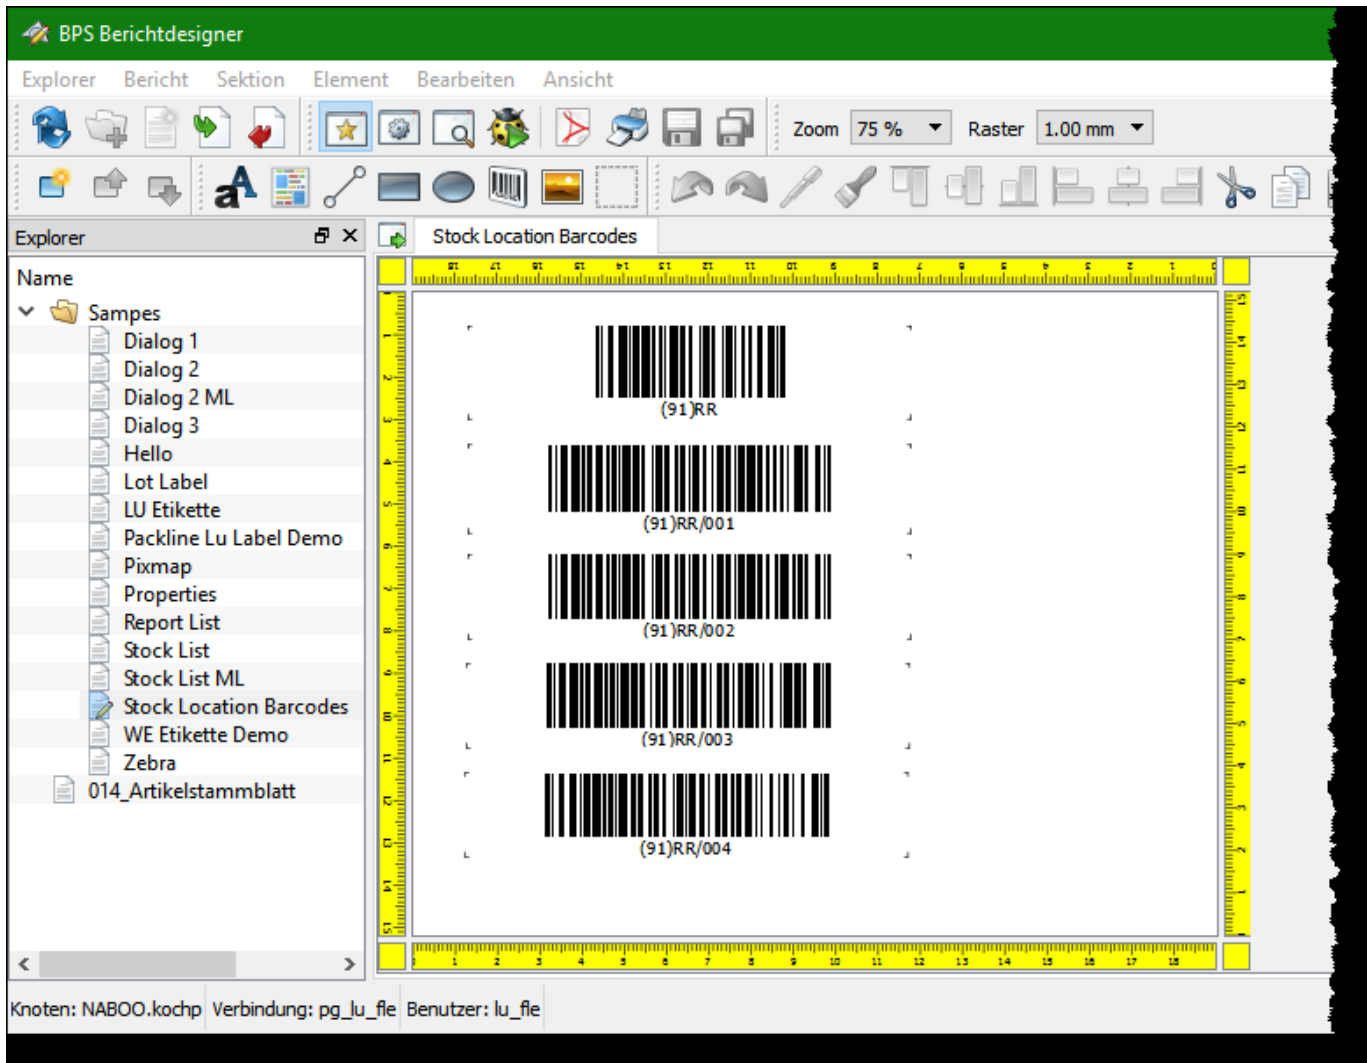 BPS Berichtdesigner
Explorer Bericht Sektion Element Bearbeiten Ansicht
Zoom 75 % Raster 1.00 mm
Explorer
Stock Location Barcodes
Name
Sampes
Dialog 1
Dialog 2
Dialog 2 ML
Dialog 3
Hello
Lot Label
LU Etikette
Packline Lu Label Demo
Pixmap
Properties
Report List
Stock List
Stock List ML
Stock Location Barcodes
WE Etikette Demo
Zebra
014_Artikelstammblatt
(91)RR
(91)RR/001
(91)RR/002
(91)RR/003
(91)RR/004
Knoten: NABOO.kochp Verbindung: pg_lu_fle Benutzer: lu_fle